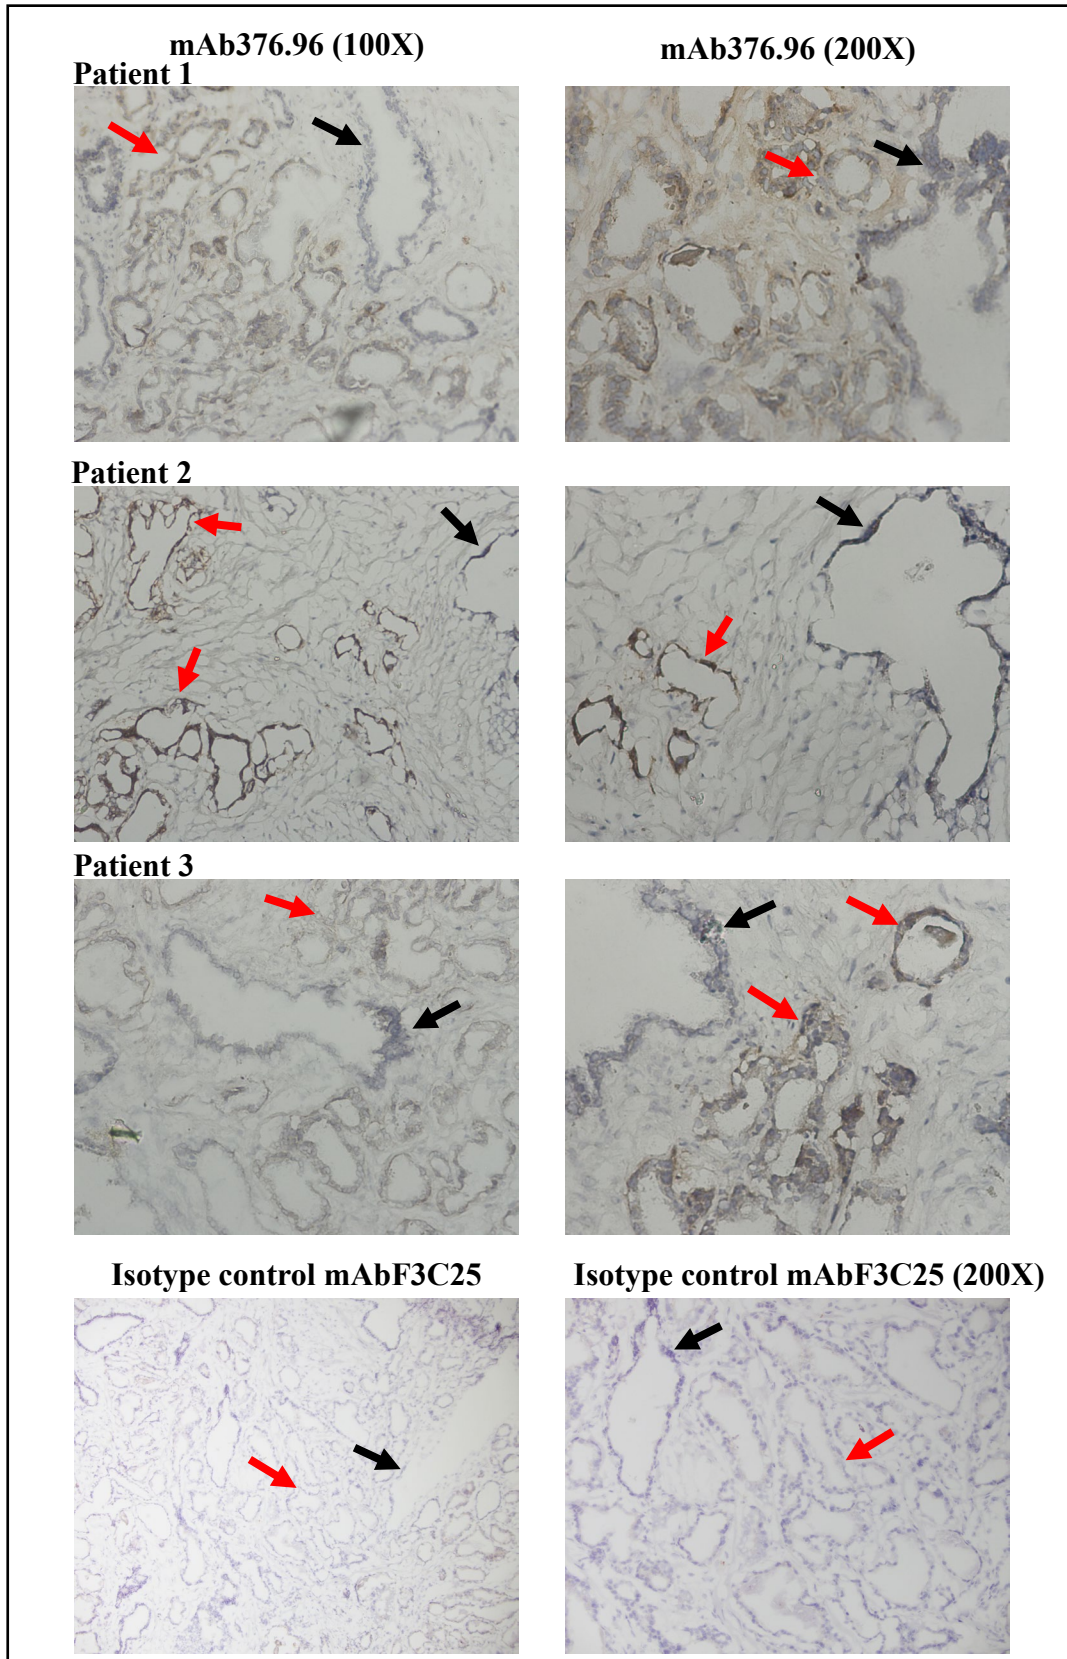 mAb376.96 (100X)
mAb376.96 (200X)
Patient 1
Patient 2
Patient 3
Isotype control mAbF3C25
Isotype control mAbF3C25 (200X)